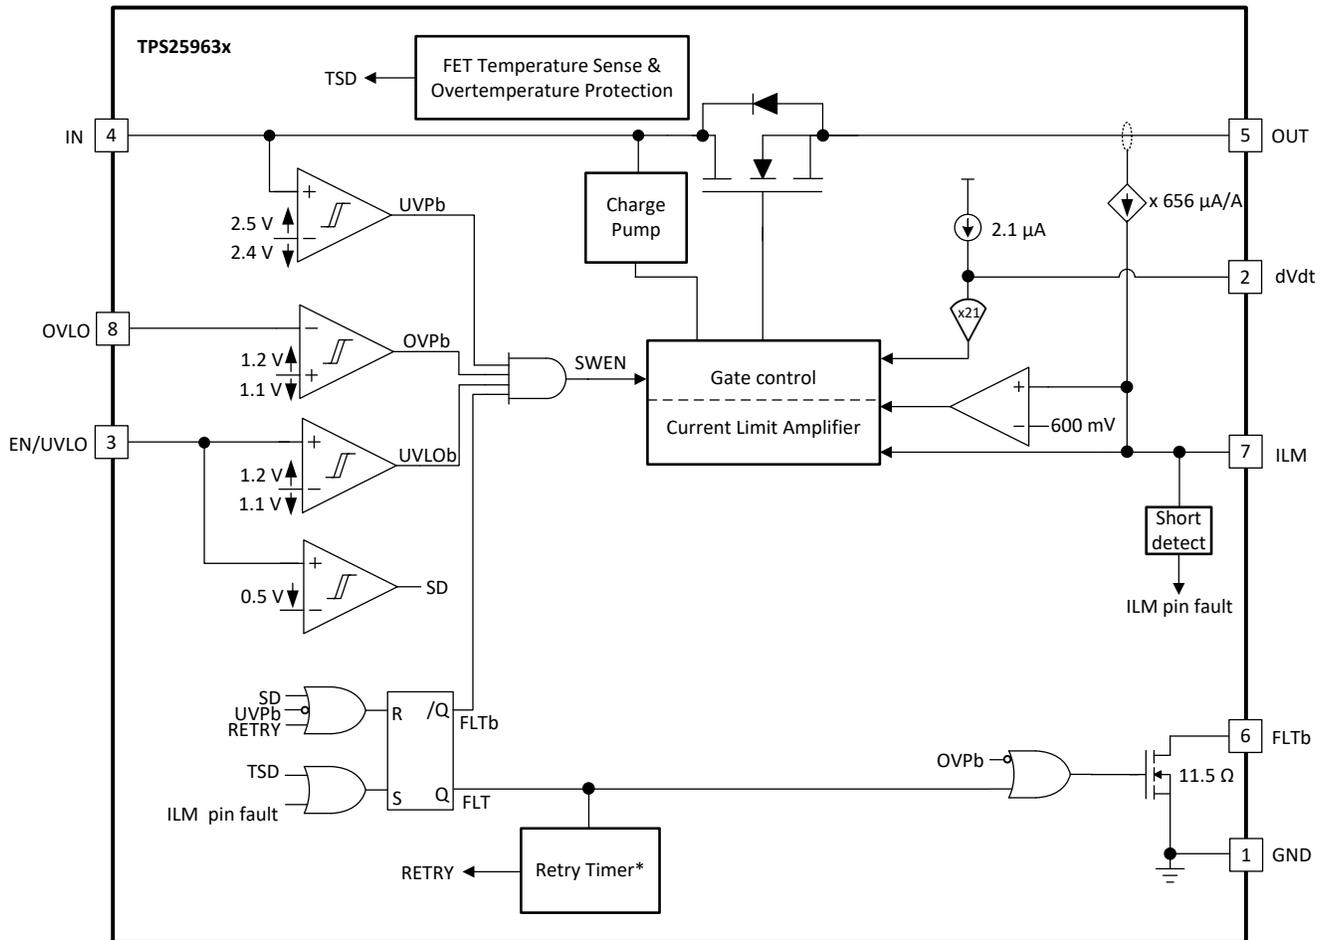 TPS25963x
FET Temperature Sense &
Overtemperature Protection
TSD
IN
4
5
OUT
+
UVPb
2.5 V
−
2.4 V
Charge
Pump
x 656 µA/A
2.1 µA
2
dVdt
x21
OVLO
8
−
OVPb
1.2 V
+
1.1 V
SWEN
Gate control
Current Limit Amplifier
+
−
600 mV
EN/UVLO
3
+
UVLOb
1.2 V
−
1.1 V
7
ILM
Short
detect
ILM pin fault
+
0.5 V
−
SD
SD
UVPb
RETRY
R
/Q
FLTb
TSD
ILM pin fault
S
Q
FLT
OVPb
6
FLTb
11.5 Ω
RETRY
Retry Timer*
1
GND